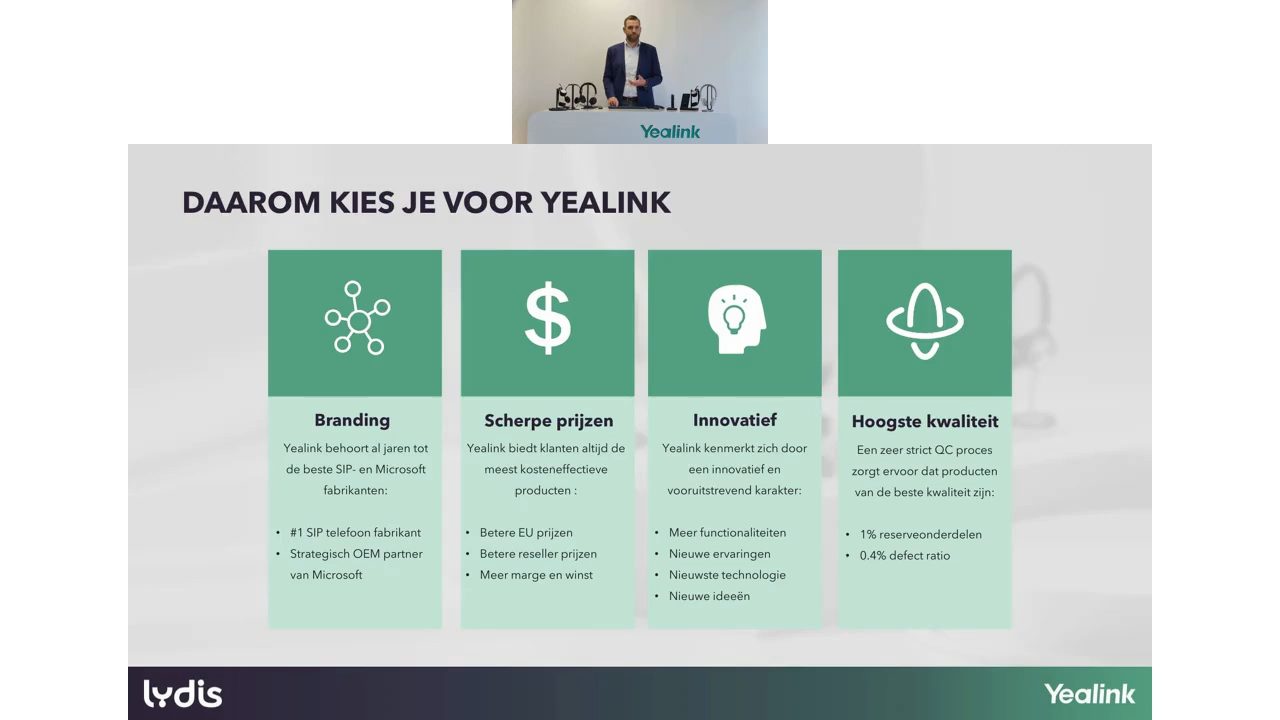 Yealink
DAAROM KIES JE VOOR YEALINK
$
Branding
Yealink behoort al jaren tot
de beste SIP- en Microsoft
fabrikanten:
• #1 SIP telefoon fabrikant
• Strategisch OEM partner
van Microsoft
Scherpe prijzen
Yealink biedt klanten altijd de
meest kosteneffectieve
producten :
• Betere EU prijzen
• Betere reseller prijzen
• Meer marge en winst
Innovatief
Yealink kenmerkt zich door
een innovatief en
vooruitstrevend karakter:
• Meer functionaliteiten
• Nieuwe ervaringen
• Nieuwste technologie
• Nieuwe ideeën
Hoogste kwaliteit
Een zeer strict QC proces
zorgt ervoor dat producten
van de beste kwaliteit zijn:
• 1% reserveonderdelen
• 0.4% defect ratio
lydis
Yealink